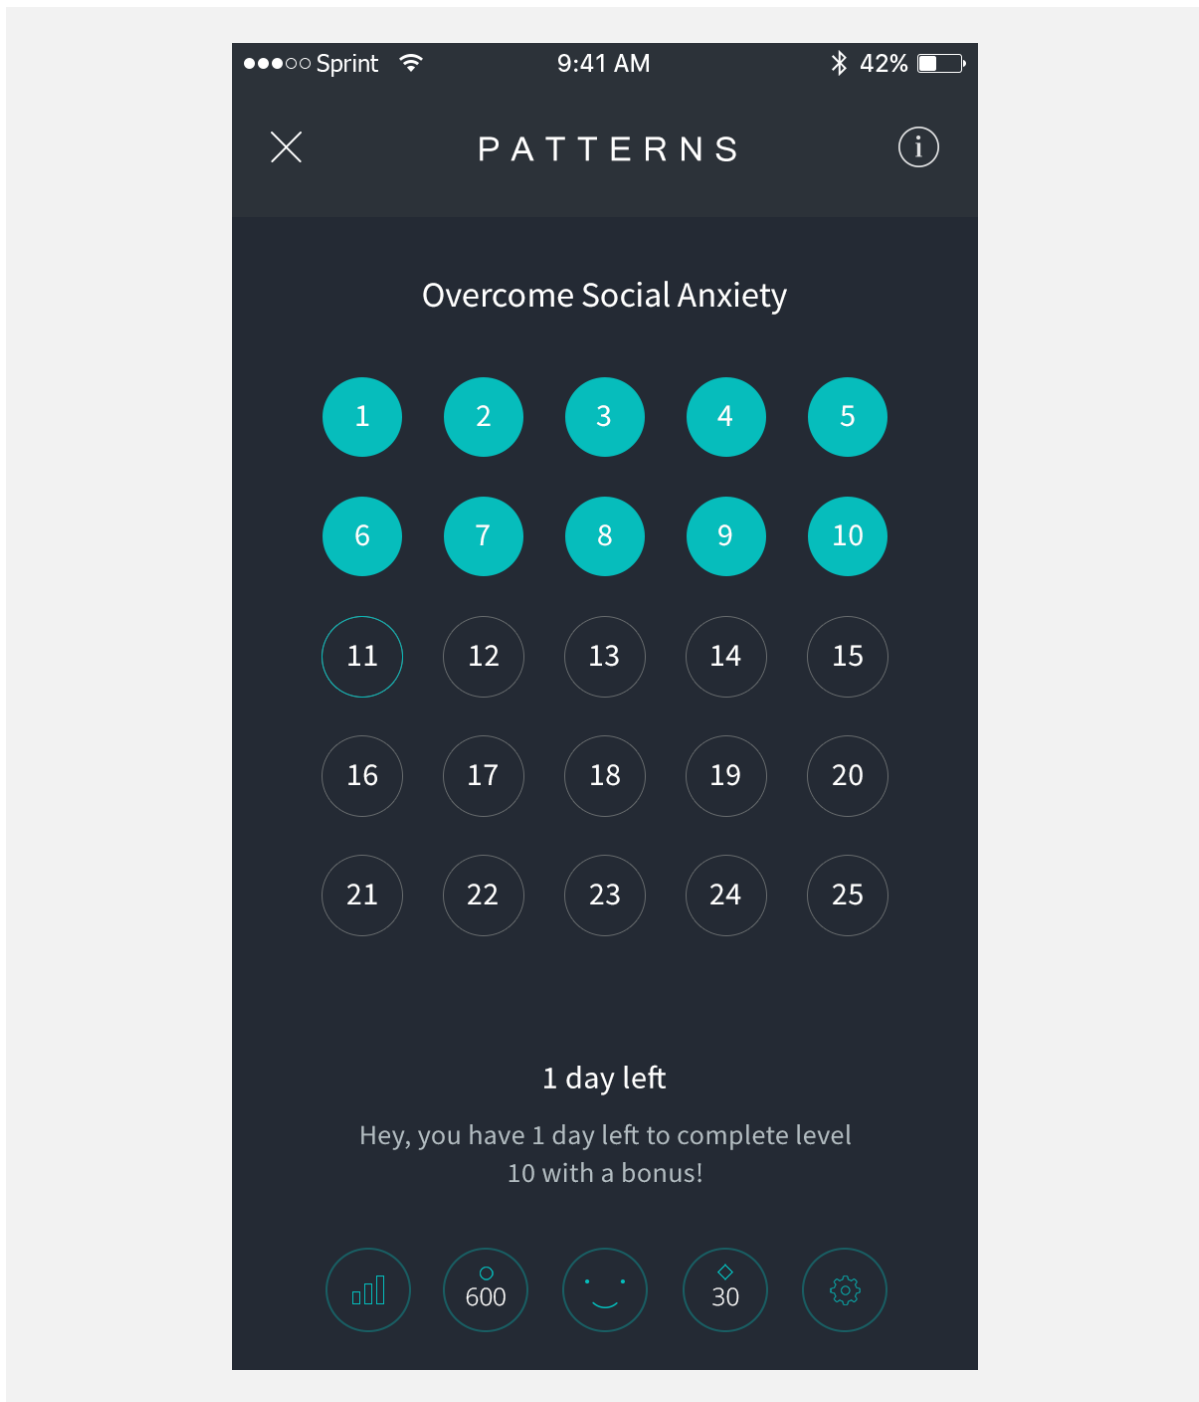 Sprint 9:41 AM 42%
PATTERNS i
Overcome Social Anxiety
1 2 3 4 5
6 7 8 9 10
11 12 13 14 15
16 17 18 19 20
21 22 23 24 25
1 day left
Hey, you have 1 day left to complete level
10 with a bonus!
600 30